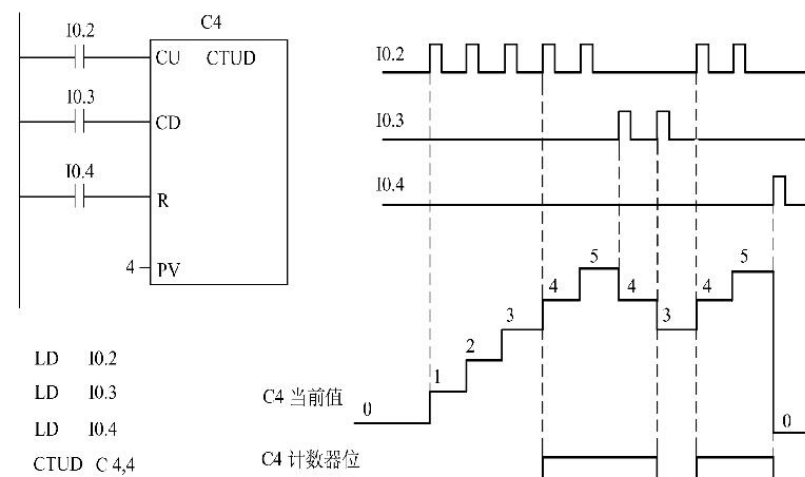 C4
I0.2
CU CTUD
I0.3
CD
I0.4
R
4 PV
LD I0.2
LD I0.3
LD I0.4
CTUD C 4,4
I0.2
I0.3
I0.4
5
5
4
4
4
3
3
2
1
C4 当前值
0
0
C4 计数器位